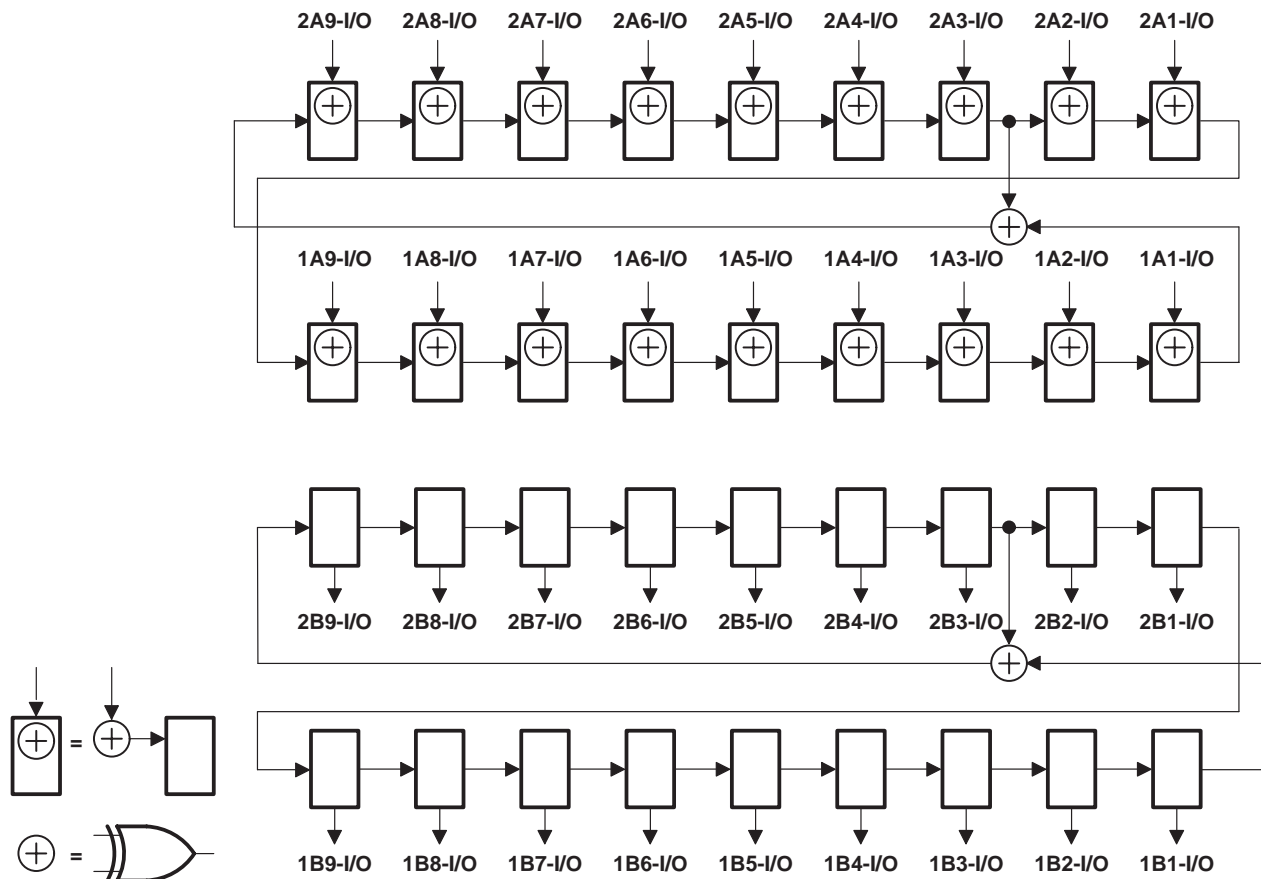 2A9-I/O 2A8-I/O 2A7-I/O 2A6-I/O 2A5-I/O 2A4-I/O 2A3-I/O 2A2-I/O 2A1-I/O
1A9-I/O 1A8-I/O 1A7-I/O 1A6-I/O 1A5-I/O 1A4-I/O 1A3-I/O 1A2-I/O 1A1-I/O
2B9-I/O 2B8-I/O 2B7-I/O 2B6-I/O 2B5-I/O 2B4-I/O 2B3-I/O 2B2-I/O 2B1-I/O
=
=
1B9-I/O 1B8-I/O 1B7-I/O 1B6-I/O 1B5-I/O 1B4-I/O 1B3-I/O 1B2-I/O 1B1-I/O